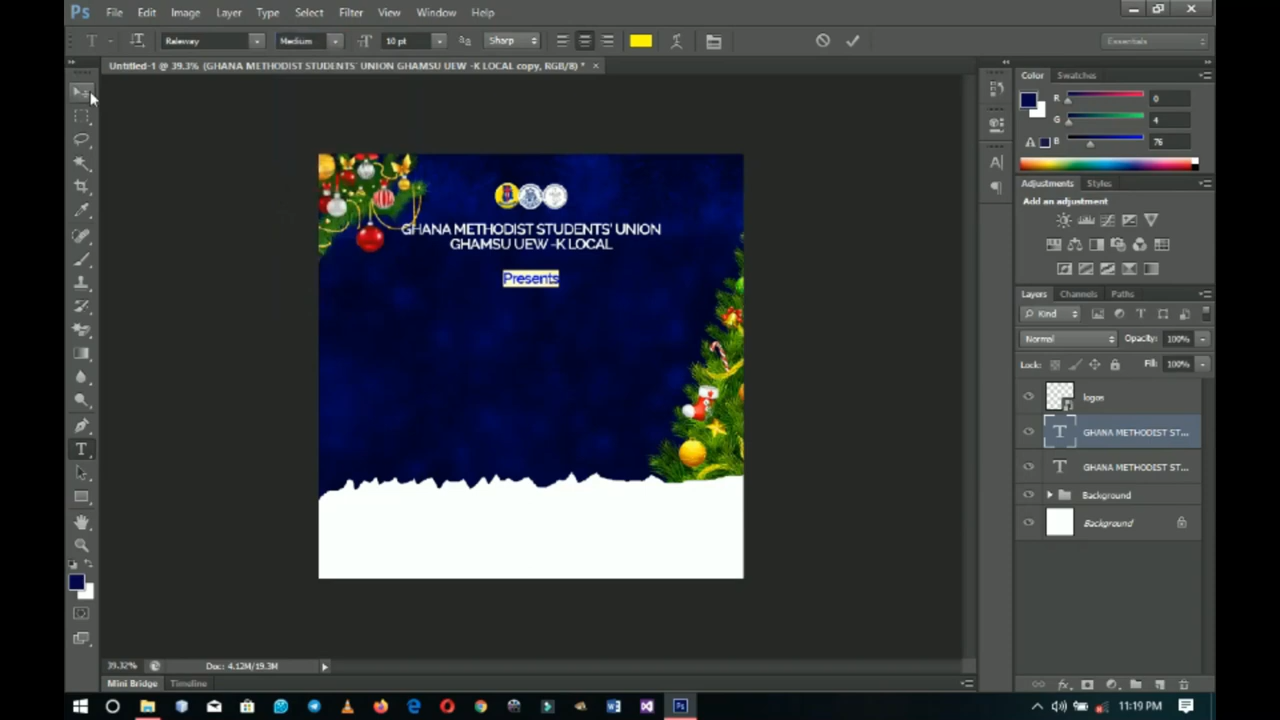 Ps File Edit Image Layer Type Select Filter View Window Help
T Raleway Medium 10 pt Sharp Essentials
Untitled-1 @ 39.3% (GHANA METHODIST STUDENTS' UNION GHAMSU UEW -K LOCAL copy, RGB/8) * ×
Color Swatches
R 0
G 4
B 76
Adjustments Styles
Add an adjustment
GHANA METHODIST STUDENTS' UNION
GHAMSU UEW -K LOCAL
Presents
Layers Channels Paths
Kind
Normal Opacity: 100%
Lock: Fill: 100%
logos
GHANA METHODIST ST...
GHANA METHODIST ST...
Background
Background
39.32% Doc: 4.12M/19.3M
Mini Bridge Timeline
11:19 PM